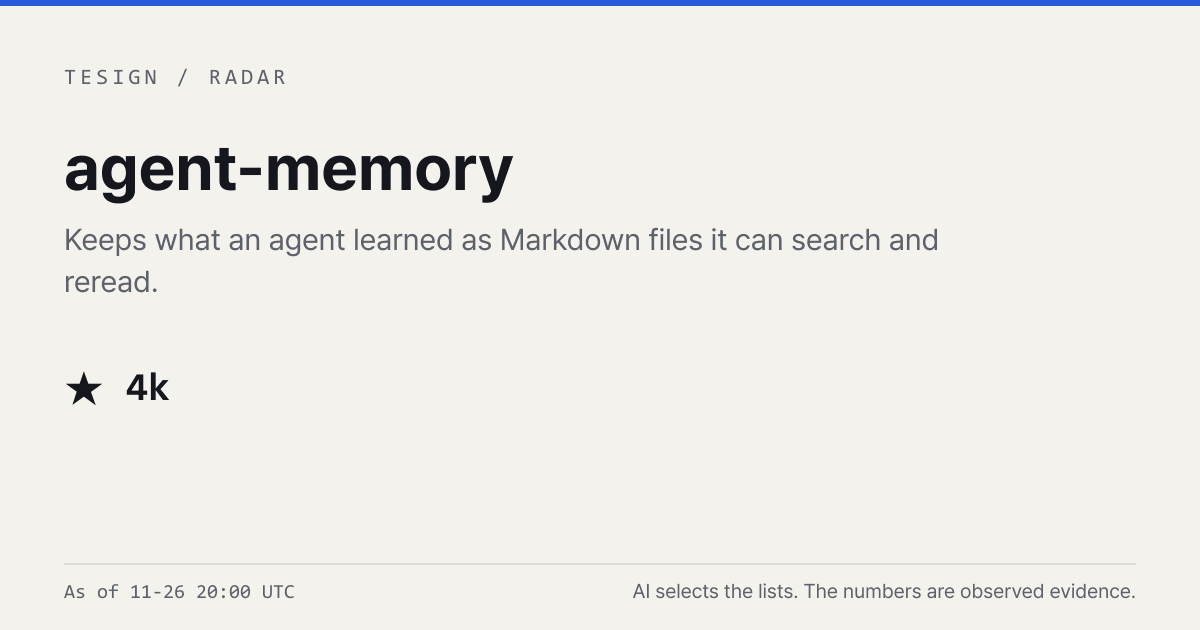 TESIGN / RADAR
agent-memory
Keeps what an agent learned as Markdown files it can search and
reread.
★ 4k
As of 11-26 20:00 UTC
AI selects the lists. The numbers are observed evidence.